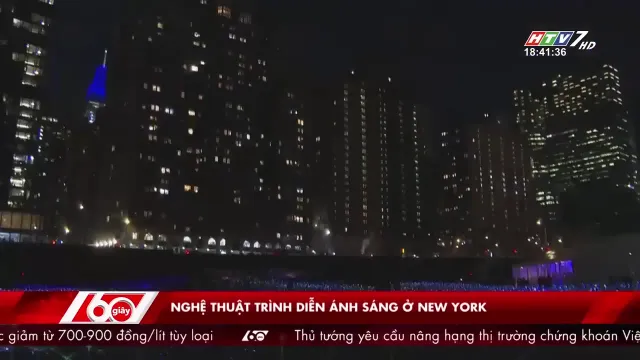 HTV7 HD
18:41:36
60 giây
NGHỆ THUẬT TRÌNH DIỄN ÁNH SÁNG Ở NEW YORK
giảm từ 700-900 đồng/lít tùy loại 60 Thủ tướng yêu cầu nâng hạng thị trường chứng khoán Việ